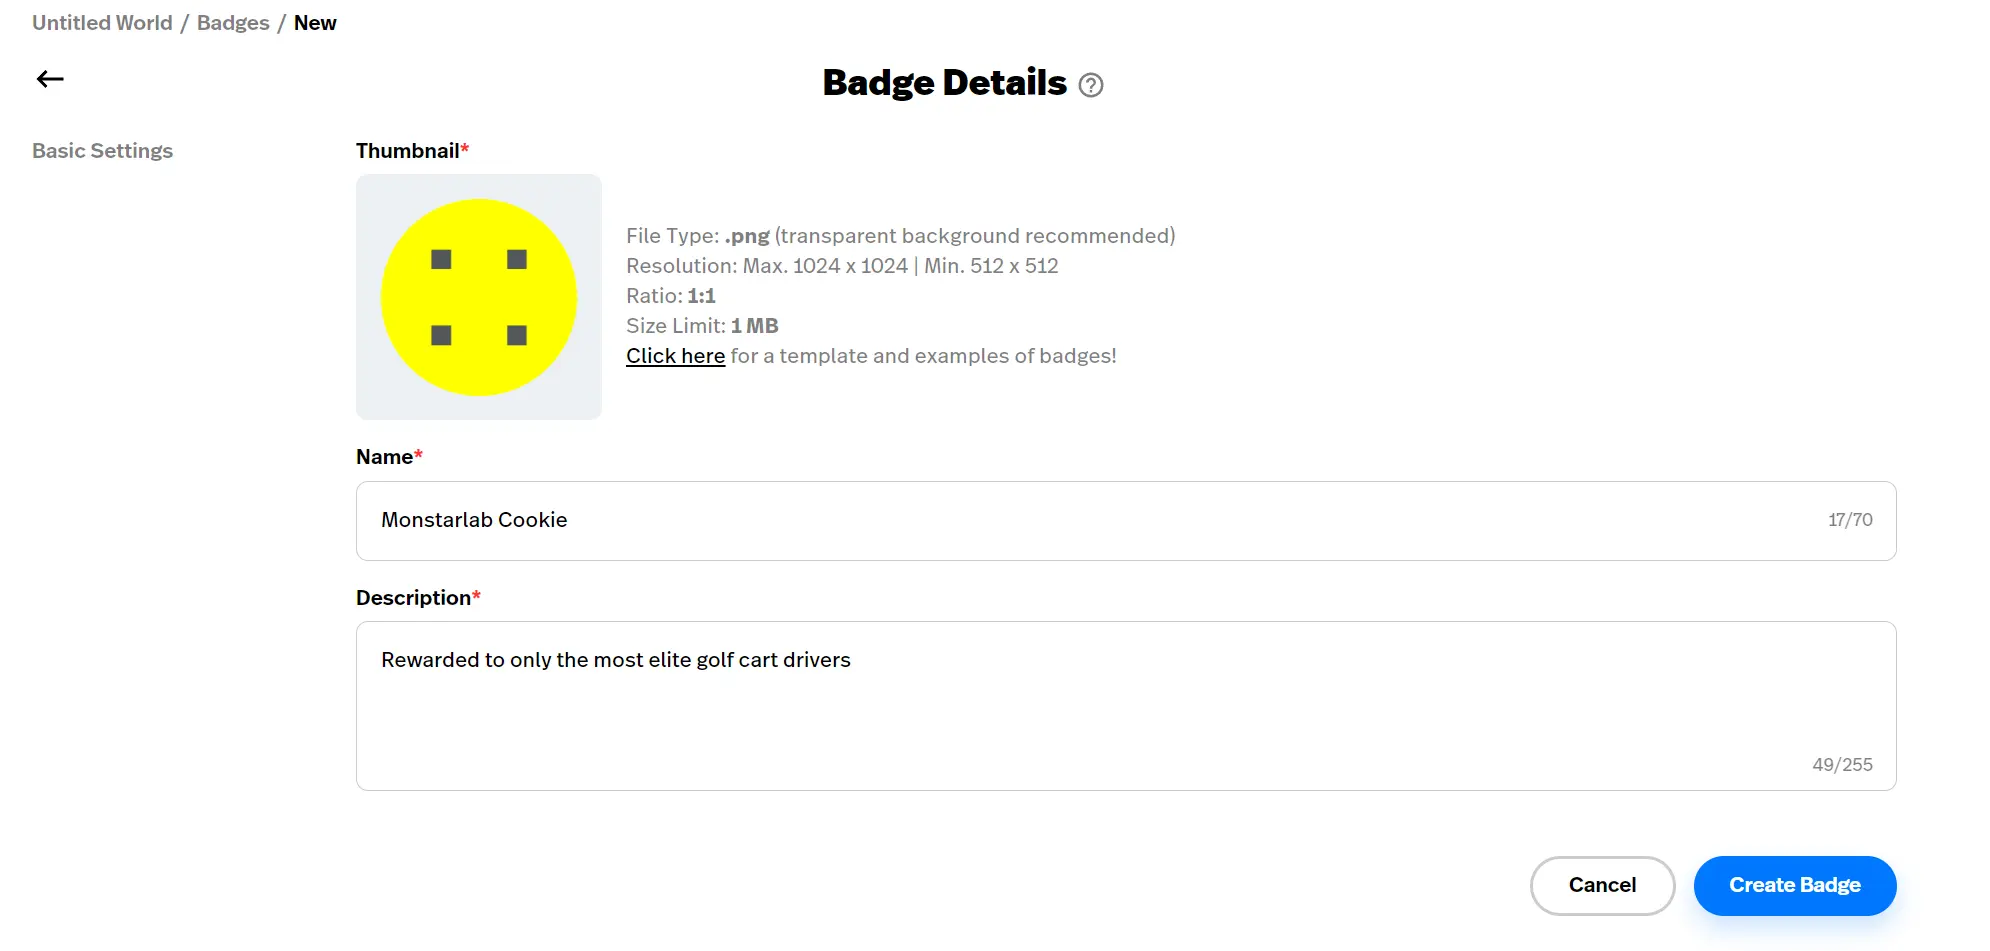 Untitled World / Badges / New
Badge Details ?
Basic Settings
Thumbnail*
File Type: .png (transparent background recommended)
Resolution: Max. 1024 x 1024 | Min. 512 x 512
Ratio: 1:1
Size Limit: 1 MB
Click here for a template and examples of badges!
Name*
Monstarlab Cookie 17/70
Description*
Rewarded to only the most elite golf cart drivers
49/255
Cancel Create Badge